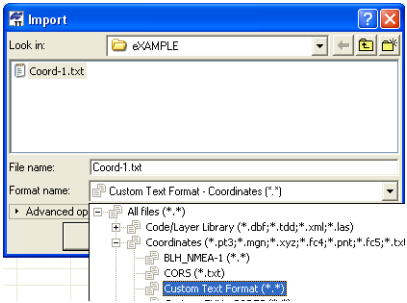 Import
Look in:
eXAMPLE
Coord-1.txt
File name:
Coord-1.txt
Format name:
Custom Text Format - Coordinates (*.*)
Advanced op
All files (*.*)
Code/Layer Library (*.dbf;*.tdd;*.xml;*.las)
Coordinates (*.pt3;*.mgn;*.xyz;*.fc4;*.pnt;*.fc5;*.txt
BLH_NMEA-1 (*.*)
CORS (*.txt)
Custom Text Format (*.*)